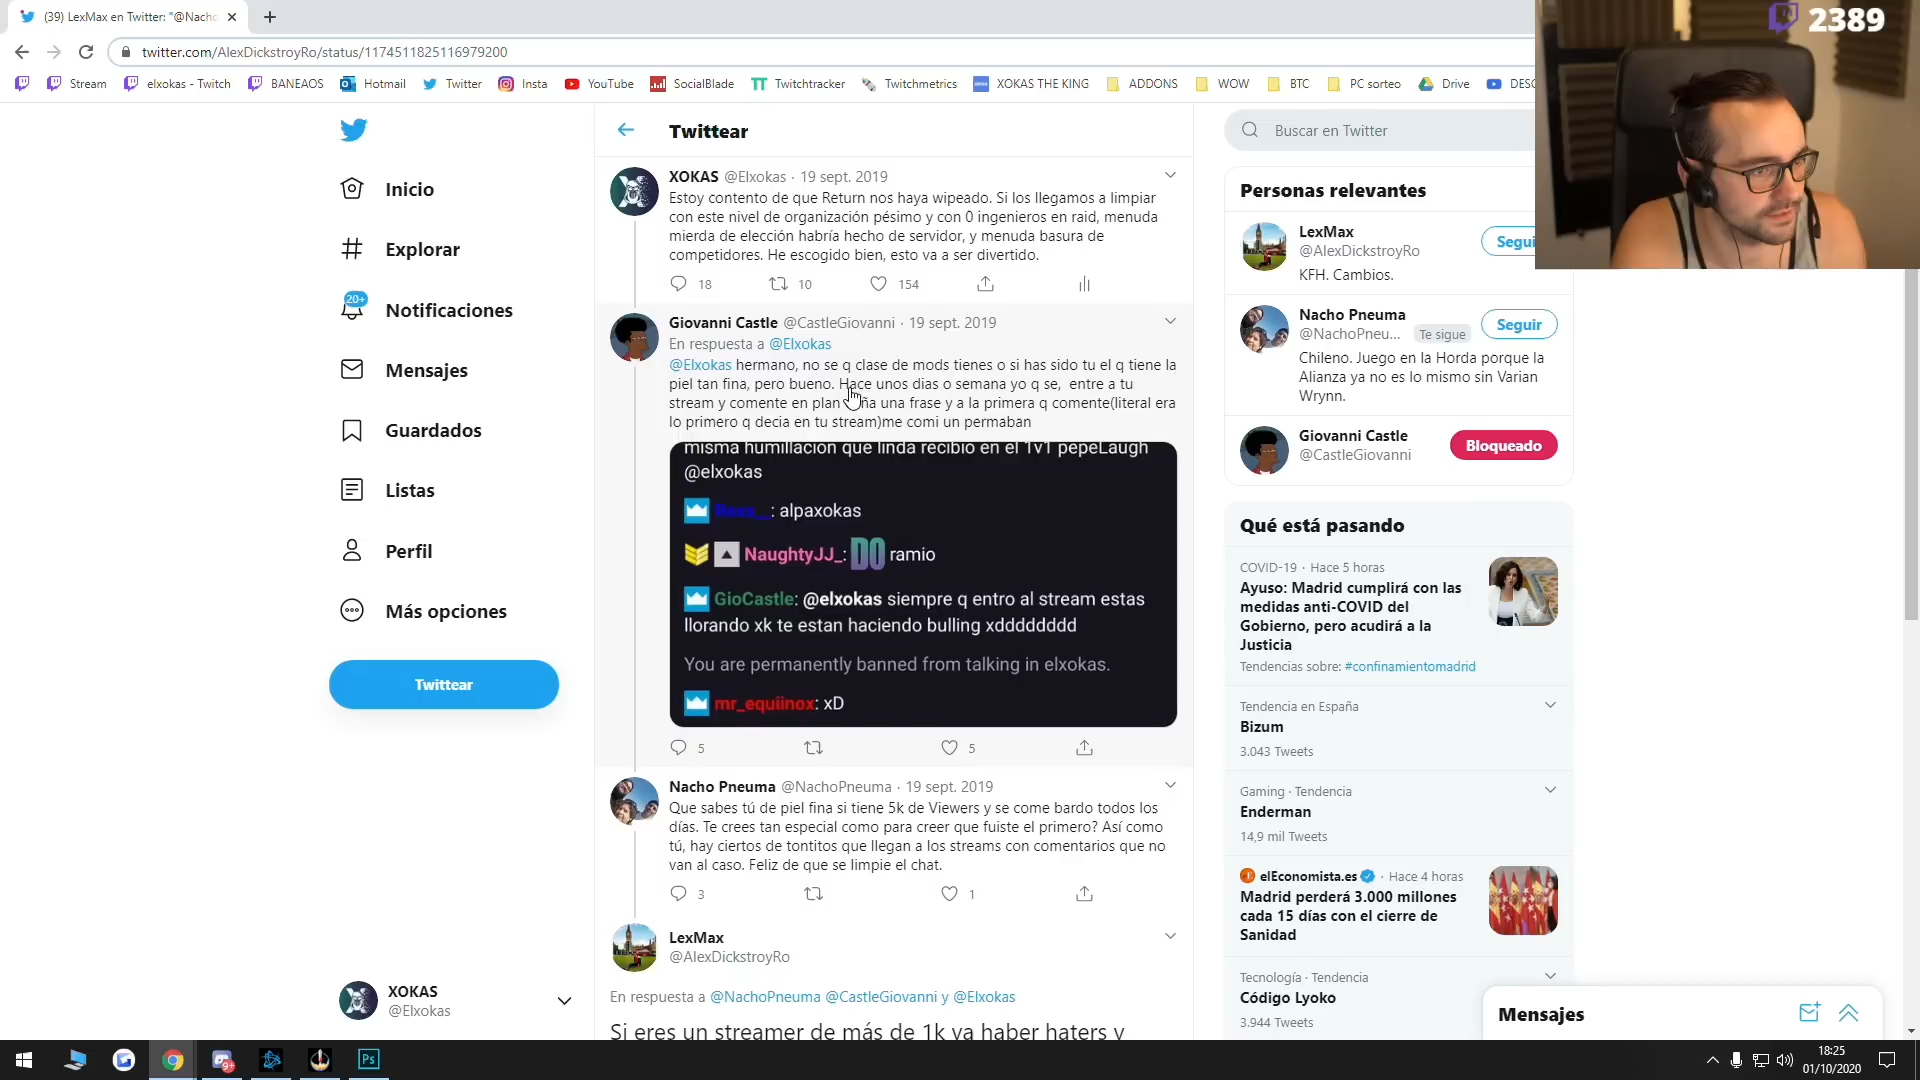 (39) LexMax en Twitter: "@Nacho
2389
twitter.com/AlexDickstroyRo/status/1174511825116979200
Stream
elxokas - Twitch
BANEAOS
Hotmail
Twitter
Insta
YouTube
SocialBlade
Twitchtracker
Twitchmetrics
XOKAS THE KING
ADDONS
WOW
BTC
PC sorteo
Drive
Inicio
Explorar
20+
Notificaciones
Mensajes
Guardados
Listas
Perfil
Más opciones
Twittear
XOKAS
@Elxokas
Twittear
XOKAS @Elxokas · 19 sept. 2019
Estoy contento de que Return nos haya wipeado. Si los llegamos a limpiar
con este nivel de organización pésimo y con 0 ingenieros en raid, menuda
mierda de elección habría hecho de servidor, y menuda basura de
competidores. He escogido bien, esto va a ser divertido.
18 10 154
Giovanni Castle @CastleGiovanni · 19 sept. 2019
En respuesta a @Elxokas
@Elxokas hermano, no se q clase de mods tienes o si has sido tu el q tiene la
piel tan fina, pero bueno. Hace unos dias o semana yo q se, entre a tu
stream y comente en plan una frase y a la primera q comente(literal era
lo primero q decia en tu stream)me comi un permaban
misma humillacion que linda recibio en el 1v1 pepeLaugh
@elxokas
: alpaxokas
NaughtyJJ_: DO ramio
GioCastle: @elxokas siempre q entro al stream estas
llorando xk te estan haciendo bulling xdddddddd
You are permanently banned from talking in elxokas.
mr_equiinox: xD
5 5
Nacho Pneuma @NachoPneuma · 19 sept. 2019
Que sabes tú de piel fina si tiene 5k de Viewers y se come bardo todos los
días. Te crees tan especial como para creer que fuiste el primero? Así como
tú, hay ciertos de tontitos que llegan a los streams con comentarios que no
van al caso. Feliz de que se limpie el chat.
3 1
LexMax
@AlexDickstroyRo
En respuesta a @NachoPneuma @CastleGiovanni y @Elxokas
Si eres un streamer de más de 1k va haber haters y
Buscar en Twitter
Personas relevantes
LexMax
@AlexDickstroyRo
KFH. Cambios.
Nacho Pneuma
@NachoPneu... Te sigue
Seguir
Chileno. Juego en la Horda porque la
Alianza ya no es lo mismo sin Varian
Wrynn.
Giovanni Castle
@CastleGiovanni
Bloqueado
Qué está pasando
COVID-19 · Hace 5 horas
Ayuso: Madrid cumplirá con las
medidas anti-COVID del
Gobierno, pero acudirá a la
Justicia
Tendencias sobre: #confinamientomadrid
Tendencia en España
Bizum
3.043 Tweets
Gaming · Tendencia
Enderman
14,9 mil Tweets
elEconomista.es · Hace 4 horas
Madrid perderá 3.000 millones
cada 15 días con el cierre de
Sanidad
Tecnología · Tendencia
Código Lyoko
3.944 Tweets
Mensajes
Ps
18:25
01/10/2020